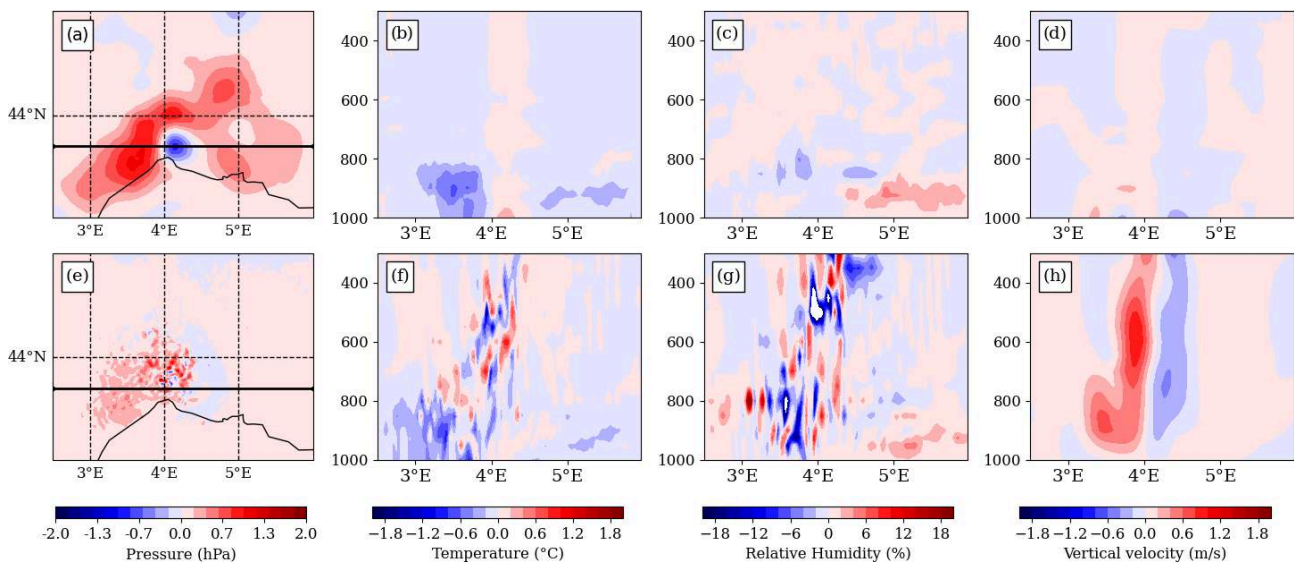 (a) (b) (c) (d)
44°N
400 400 400
600 600 600
800 800 800
1000 1000 1000
3°E 4°E 5°E 3°E 4°E 5°E 3°E 4°E 5°E 3°E 4°E 5°E
(e) (f) (g) (h)
44°N
400 400 400
600 600 600
800 800 800
1000 1000 1000
3°E 4°E 5°E 3°E 4°E 5°E 3°E 4°E 5°E 3°E 4°E 5°E
-2.0 -1.3 -0.7 0.0 0.7 1.3 2.0 −1.8 −1.2 −0.6 0.0 0.6 1.2 1.8 −18 −12 −6 0 6 12 18 −1.8 −1.2 −0.6 0.0 0.6 1.2 1.8
Pressure (hPa) Temperature (°C) Relative Humidity (%) Vertical velocity (m/s)